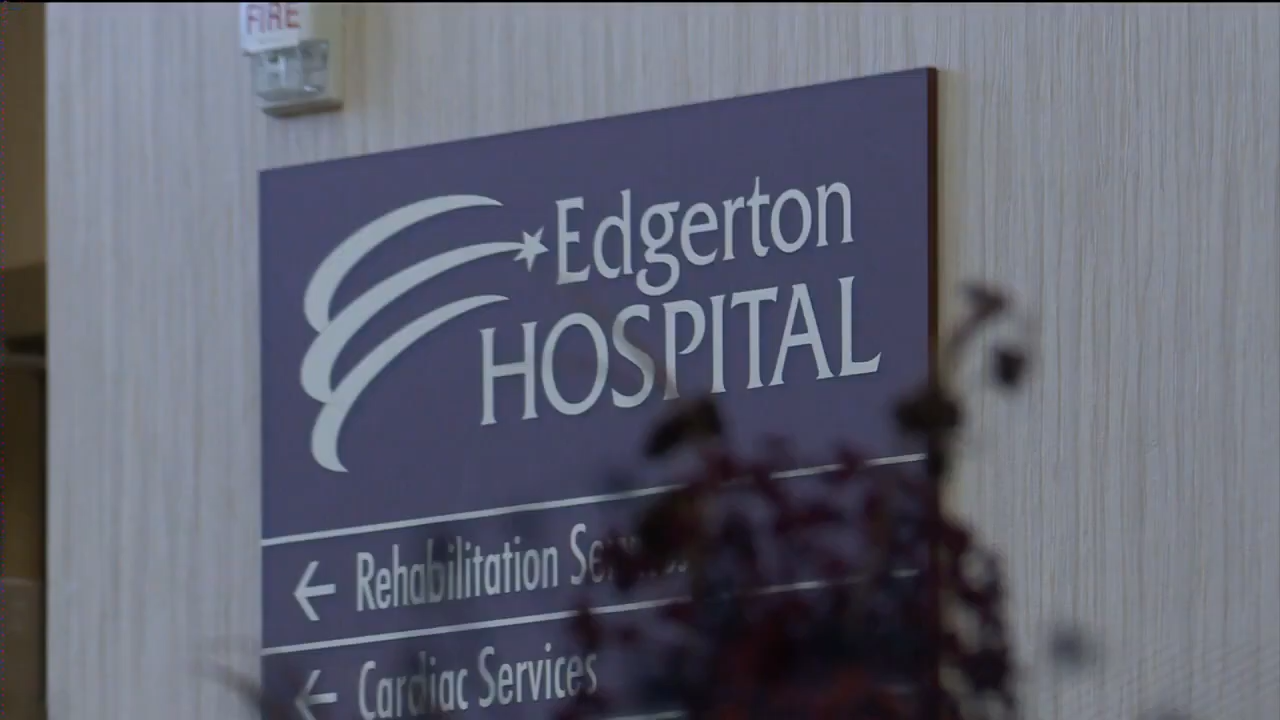 FIRE
Edgerton
HOSPITAL
← Rehabilitation
← Cardiac Services